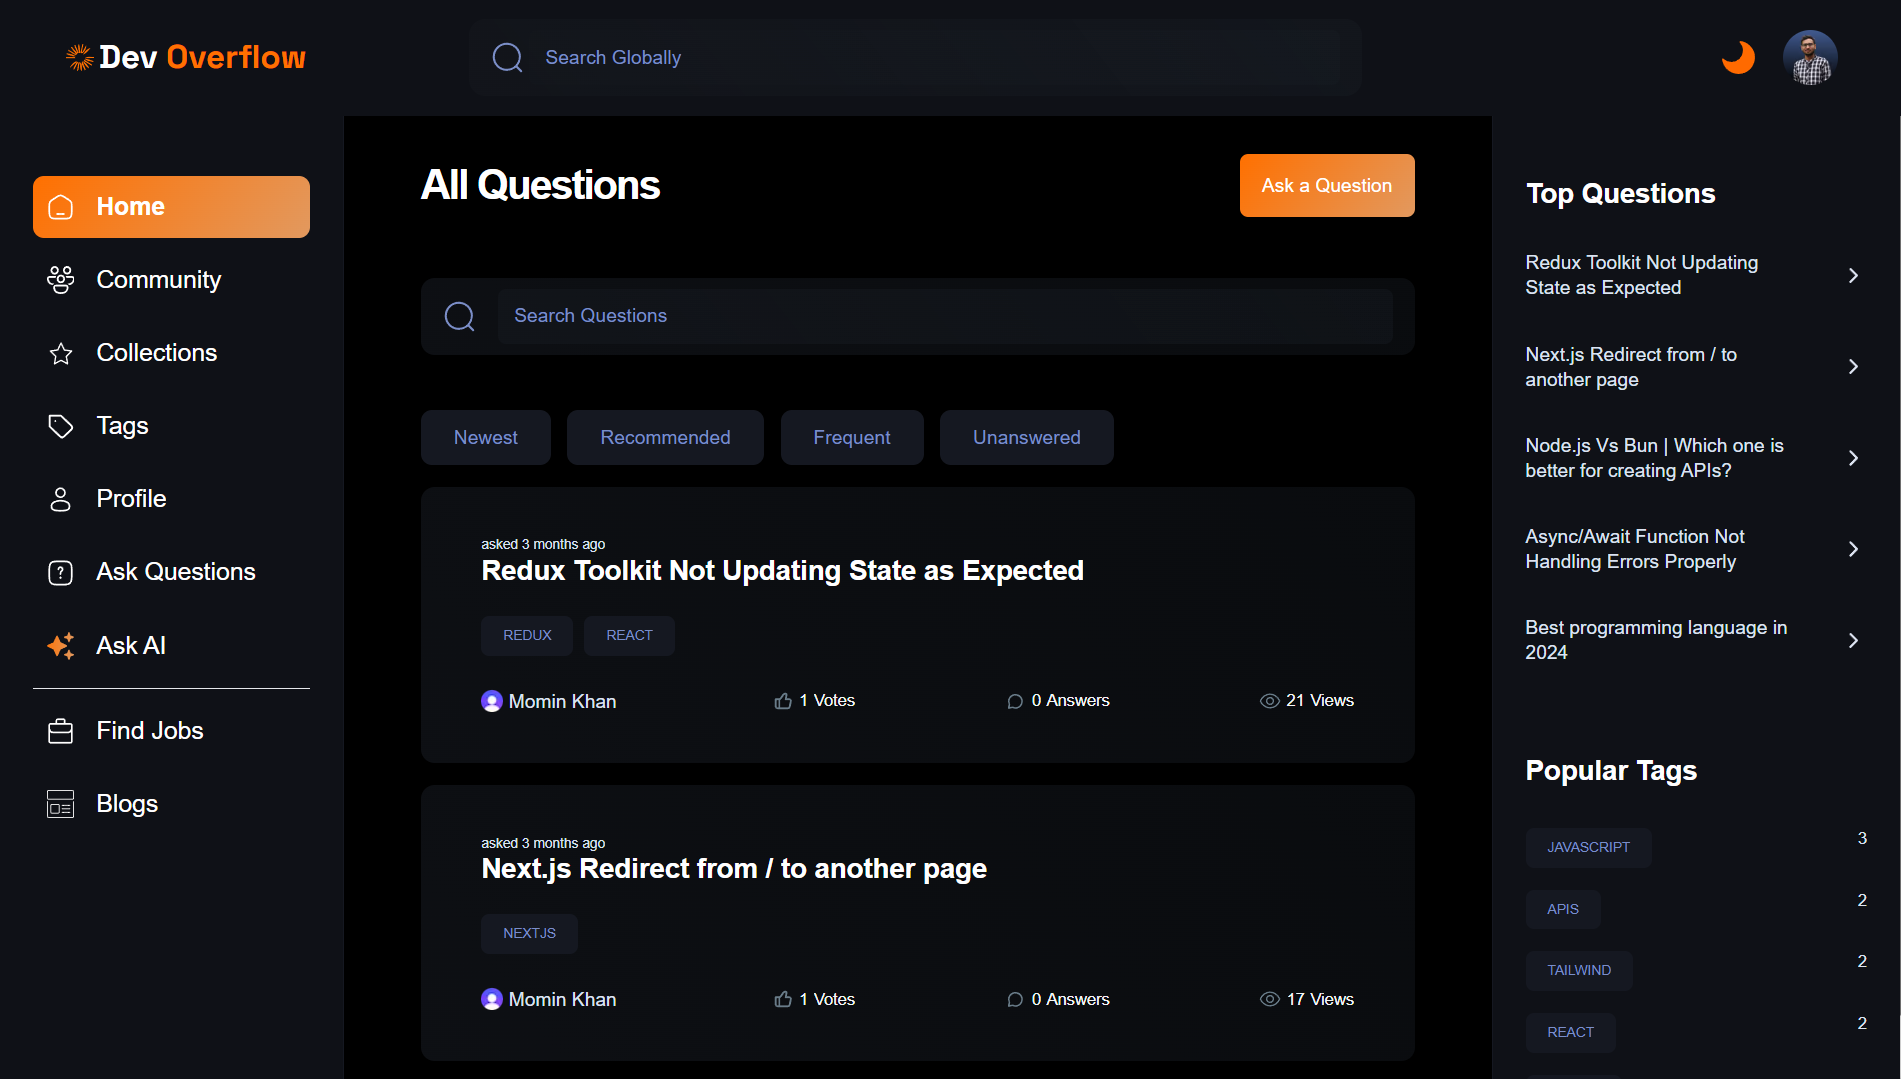 Dev Overflow
Search Globally
Home
Community
Collections
Tags
Profile
Ask Questions
Ask AI
Find Jobs
Blogs
All Questions
Ask a Question
Search Questions
Newest
Recommended
Frequent
Unanswered
asked 3 months ago
Redux Toolkit Not Updating State as Expected
REDUX
REACT
Momin Khan
1 Votes
0 Answers
21 Views
asked 3 months ago
Next.js Redirect from / to another page
NEXTJS
Momin Khan
1 Votes
0 Answers
17 Views
Top Questions
Redux Toolkit Not Updating
State as Expected
Next.js Redirect from / to
another page
Node.js Vs Bun | Which one is
better for creating APIs?
Async/Await Function Not
Handling Errors Properly
Best programming language in
2024
Popular Tags
JAVASCRIPT
3
APIS
2
TAILWIND
2
REACT
2